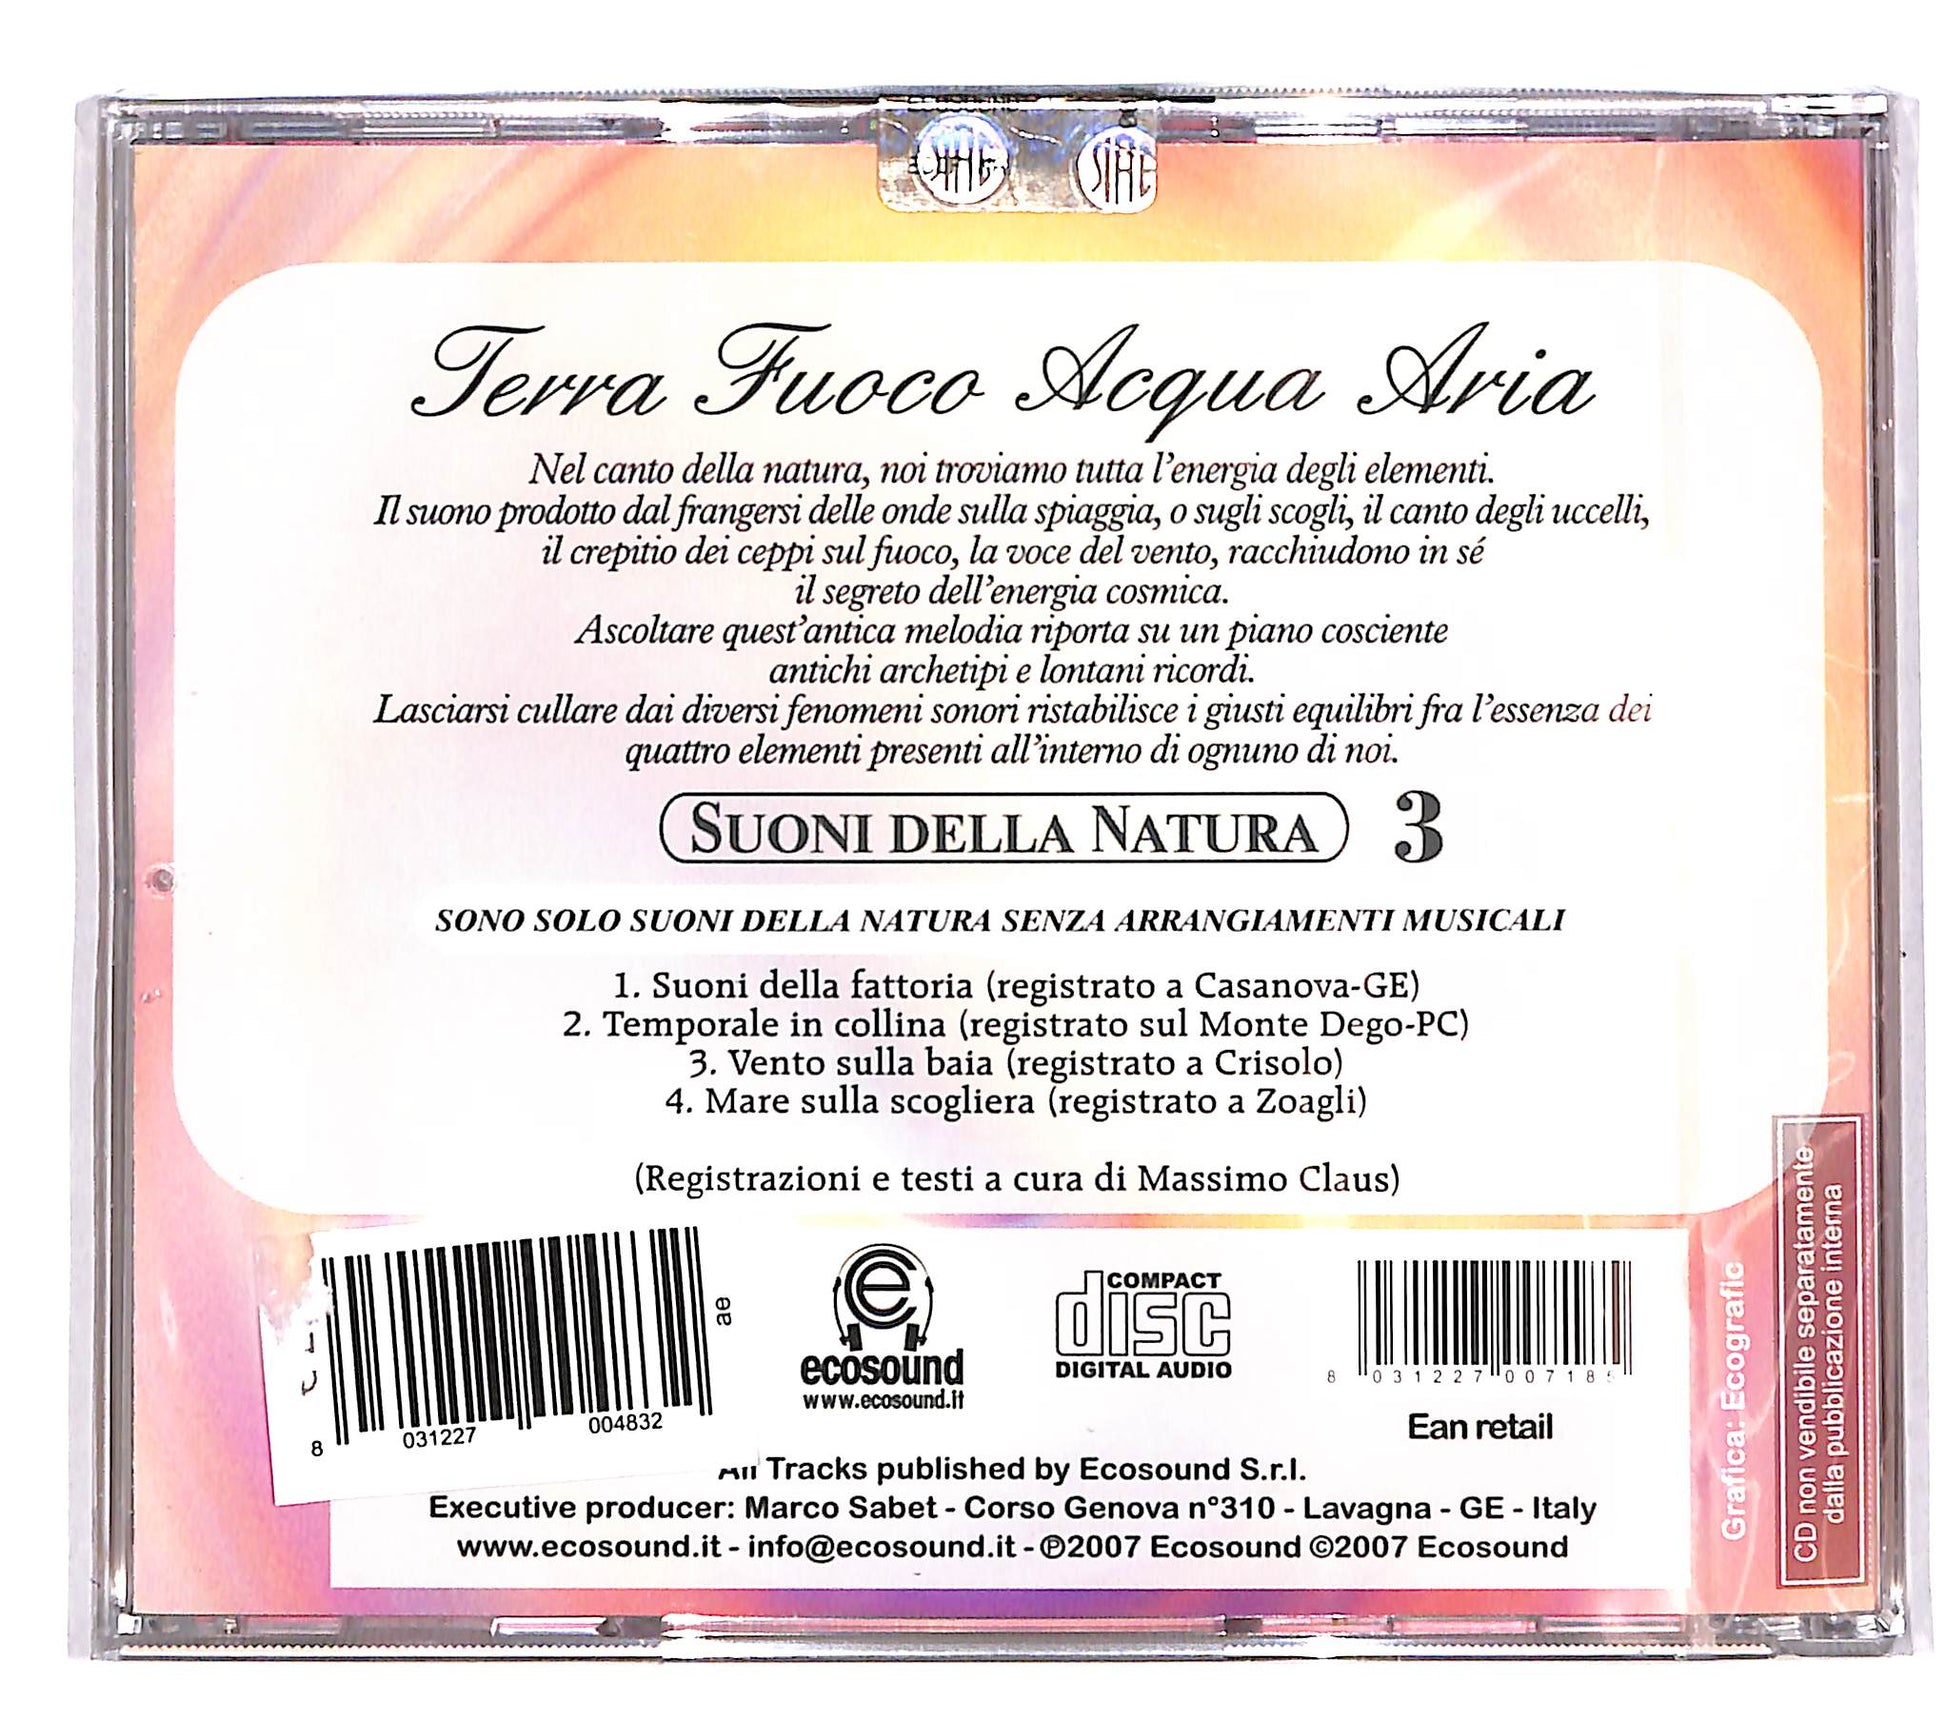 SIAE SIAE
Terra Fuoco Acqua Aria
Nel canto della natura, noi troviamo tutta l'energia degli elementi.
Il suono prodotto dal frangersi delle onde sulla spiaggia, o sugli scogli, il canto degli uccelli,
il crepitio dei ceppi sul fuoco, la voce del vento, racchiudono in sé
il segreto dell'energia cosmica.
Ascoltare quest'antica melodia riporta su un piano cosciente
antichi archetipi e lontani ricordi.
Lasciarsi cullare dai diversi fenomeni sonori ristabilisce i giusti equilibri fra l'essenza dei
quattro elementi presenti all'interno di ognuno di noi.
SUONI DELLA NATURA 3
SONO SOLO SUONI DELLA NATURA SENZA ARRANGIAMENTI MUSICALI
1. Suoni della fattoria (registrato a Casanova-GE)
2. Temporale in collina (registrato sul Monte Dego-PC)
3. Vento sulla baia (registrato a Crisolo)
4. Mare sulla scogliera (registrato a Zoagli)
(Registrazioni e testi a cura di Massimo Claus)
ae
8 031227 004832
e
ecosound
www.ecosound.it
COMPACT
disc
DIGITAL AUDIO
8 031227 007185
Ean retail
All Tracks published by Ecosound S.r.l.
Executive producer: Marco Sabet - Corso Genova n°310 - Lavagna - GE - Italy
www.ecosound.it - info@ecosound.it - ℗2007 Ecosound ©2007 Ecosound
Grafica: Ecografic
CD non vendibile separatamente
dalla pubblicazione interna